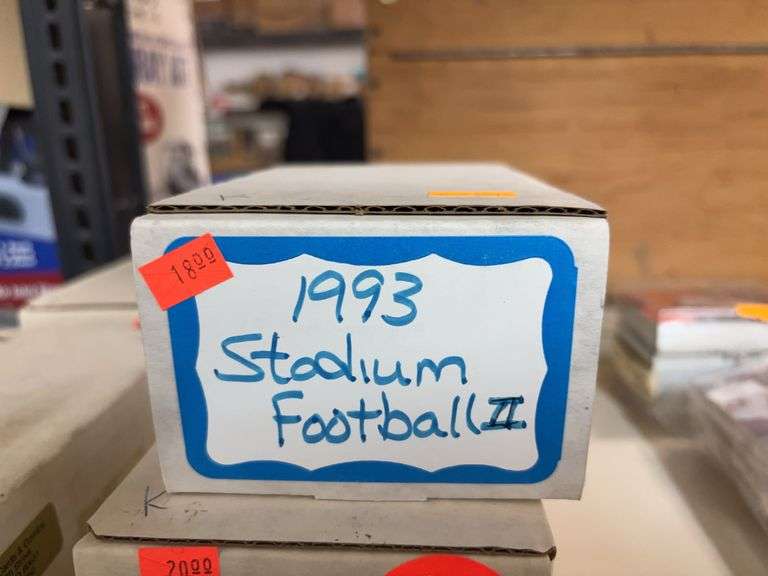 K
18⁰⁰
1993
Stadium
Football II
K
20⁰⁰